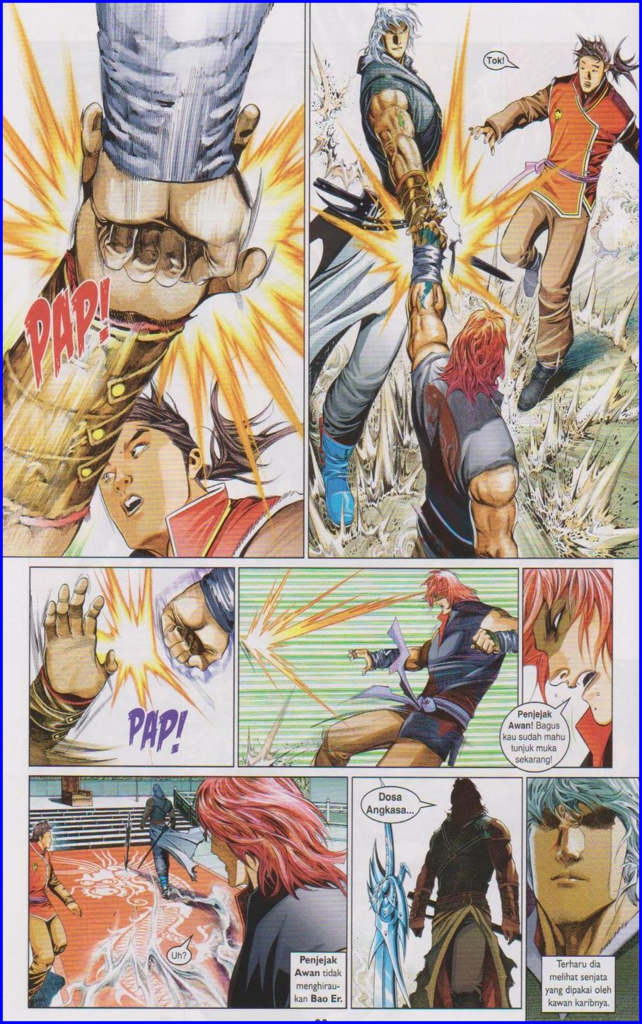 PAP!
Tok!
PAP!
Penjejak
Awan! Bagus
kau sudah mahu
tunjuk muka
sekarang!
Uh?
Penjejak
Awan tidak
menghirau-
kan Bao Er.
Dosa
Angkasa...
Terharu dia
melihat senjata
yang dipakai oleh
kawan karibnya.